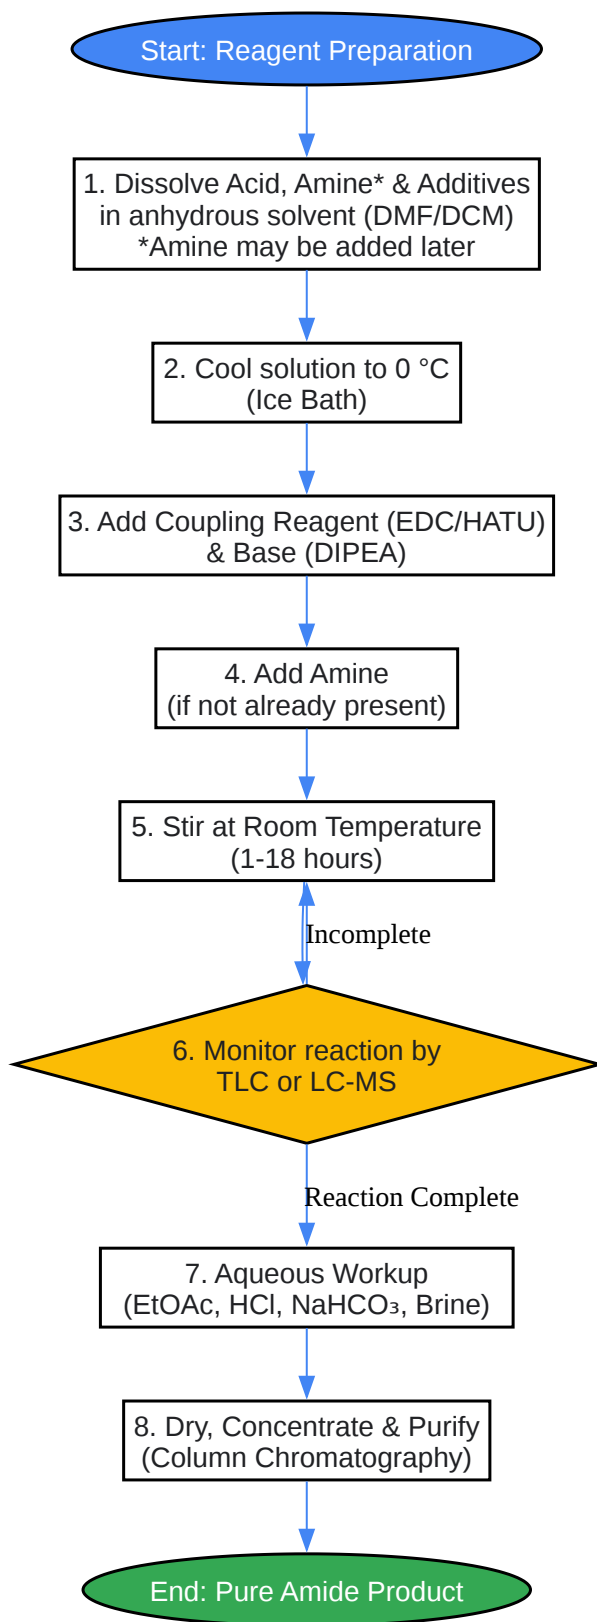 Start: Reagent Preparation
1. Dissolve Acid, Amine* & Additives
in anhydrous solvent (DMF/DCM)
*Amine may be added later
2. Cool solution to 0 °C
(Ice Bath)
3. Add Coupling Reagent (EDC/HATU)
& Base (DIPEA)
4. Add Amine
(if not already present)
5. Stir at Room Temperature
(1-18 hours)
Incomplete
6. Monitor reaction by
TLC or LC-MS
Reaction Complete
7. Aqueous Workup
(EtOAc, HCl, NaHCO₃, Brine)
8. Dry, Concentrate & Purify
(Column Chromatography)
End: Pure Amide Product